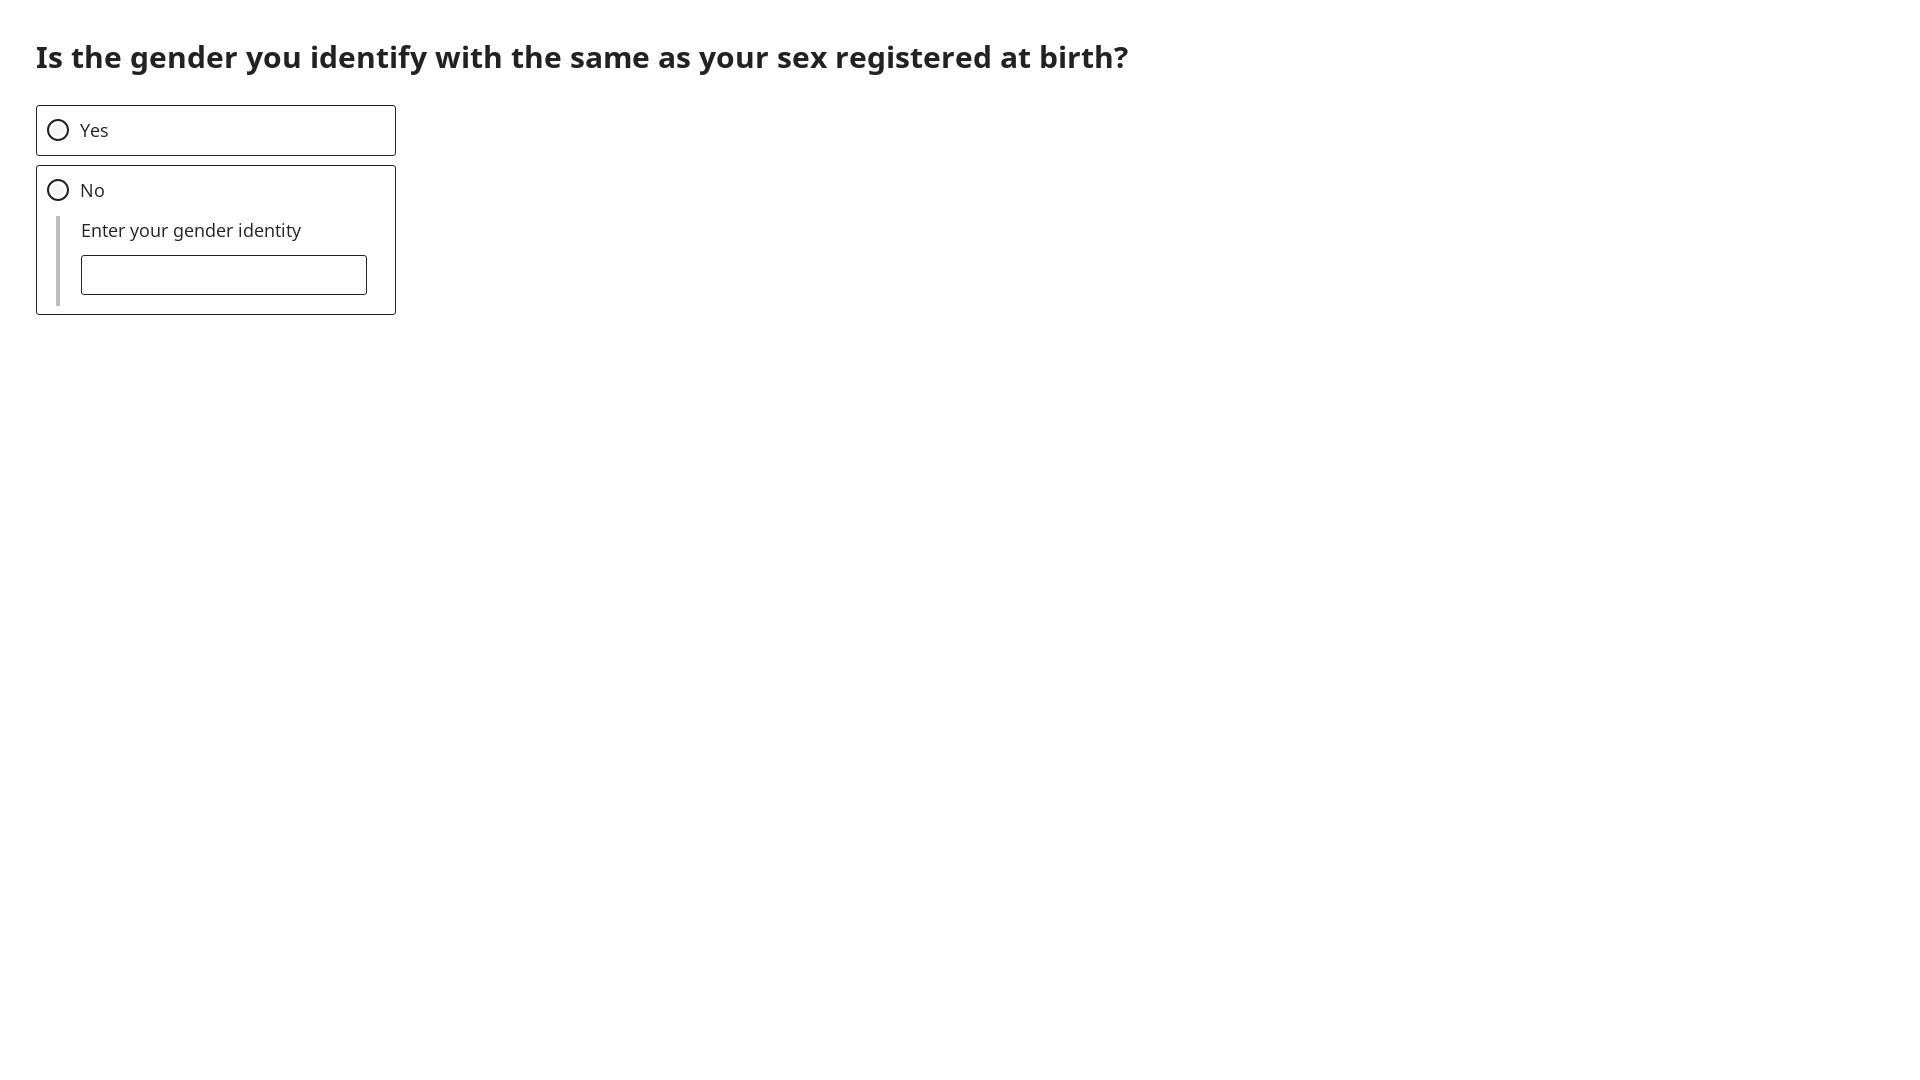 Is the gender you identify with the same as your sex registered at birth?
Yes
No
Enter your gender identity